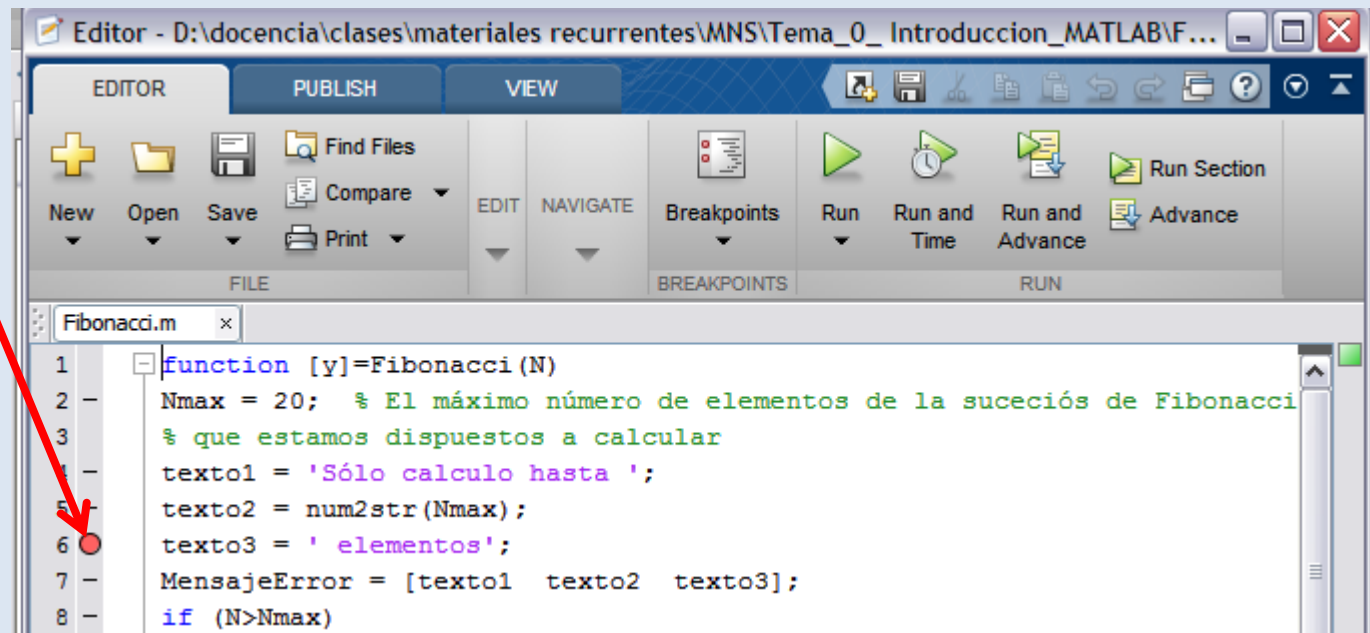 Editor - D:\docencia\clases\materiales recurrentes\MNS\Tema_0_ Introduccion_MATLAB\F...
EDITOR PUBLISH VIEW
Find Files
Compare
Print
New Open Save
EDIT NAVIGATE
Breakpoints
Run
Run and Time
Run and Advance
Run Section
Advance
FILE BREAKPOINTS RUN
Fibonacci.m
1 function [y]=Fibonacci(N)
2 - Nmax = 20; % El máximo número de elementos de la suceciós de Fibonacci
3 % que estamos dispuestos a calcular
4 - texto1 = 'Sólo calculo hasta ';
5 - texto2 = num2str(Nmax);
6 texto3 = ' elementos';
7 - MensajeError = [texto1 texto2 texto3];
8 - if (N>Nmax)